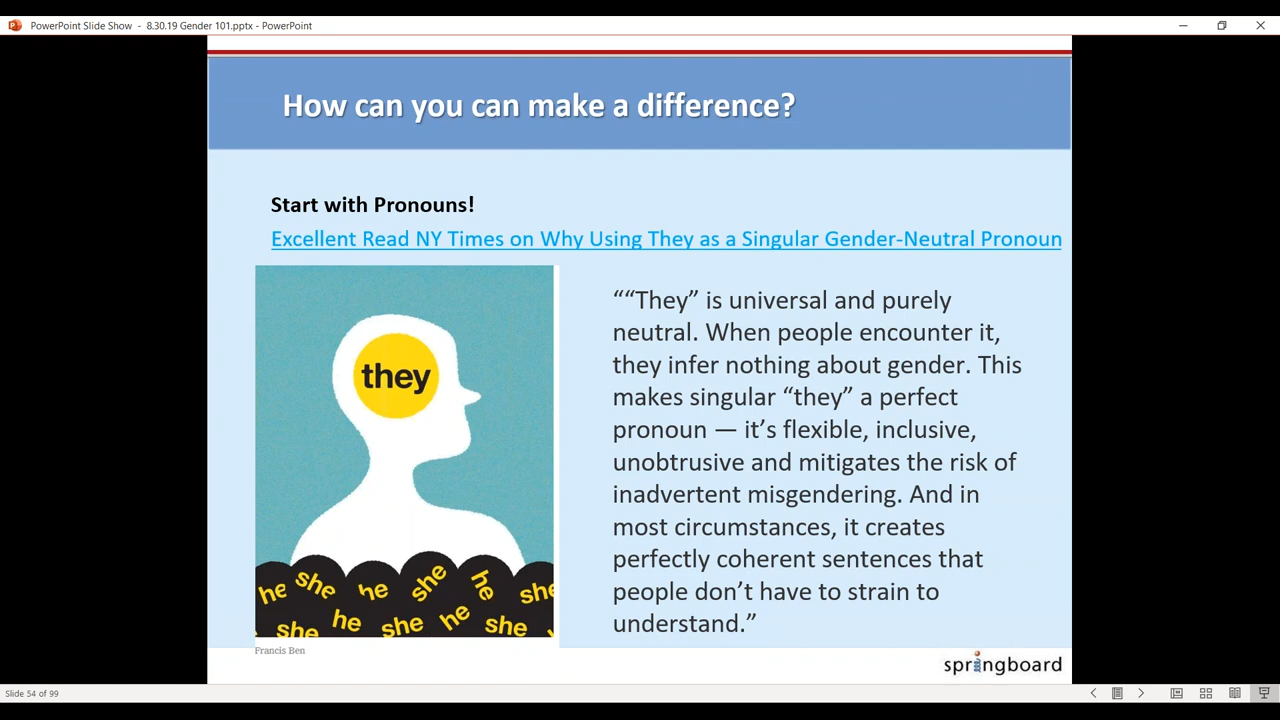 PowerPoint Slide Show - 8.30.19 Gender 101.pptx - PowerPoint
How can you can make a difference?
Start with Pronouns!
Excellent Read NY Times on Why Using They as a Singular Gender-Neutral Pronoun
they
he she he she he she
she he she he she
““They” is universal and purely
neutral. When people encounter it,
they infer nothing about gender. This
makes singular “they” a perfect
pronoun — it’s flexible, inclusive,
unobtrusive and mitigates the risk of
inadvertent misgendering. And in
most circumstances, it creates
perfectly coherent sentences that
people don’t have to strain to
understand.”
Francis Ben
springboard
Slide 54 of 99